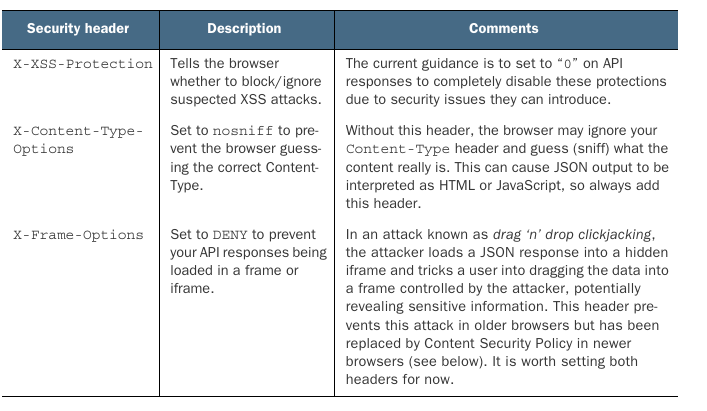 Security header Description Comments
X-XSS-Protection
Tells the browser
whether to block/ignore
suspected XSS attacks.
The current guidance is to set to “0” on API
responses to completely disable these protections
due to security issues they can introduce.
X-Content-Type-
Options
Set to nosniff to pre-
vent the browser guess-
ing the correct Content-
Type.
Without this header, the browser may ignore your
Content-Type header and guess (sniff) what the
content really is. This can cause JSON output to be
interpreted as HTML or JavaScript, so always add
this header.
X-Frame-Options
Set to DENY to prevent
your API responses being
loaded in a frame or
iframe.
In an attack known as drag ‘n’ drop clickjacking,
the attacker loads a JSON response into a hidden
iframe and tricks a user into dragging the data into
a frame controlled by the attacker, potentially
revealing sensitive information. This header pre-
vents this attack in older browsers but has been
replaced by Content Security Policy in newer
browsers (see below). It is worth setting both
headers for now.